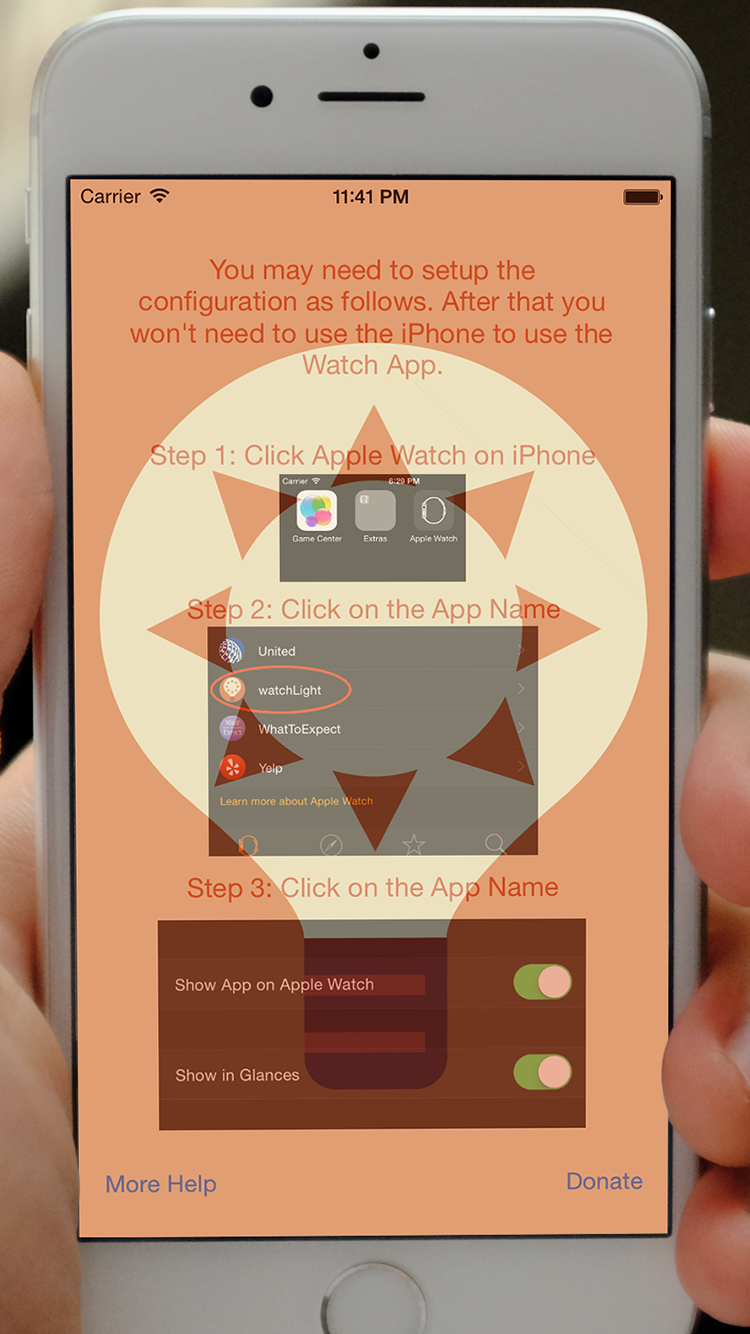 Carrier 11:41 PM
You may need to setup the
configuration as follows. After that you
won't need to use the iPhone to use the
Watch App.
Step 1: Click Apple Watch on iPhone
Carrier 6:29 PM
Game Center Extras Apple Watch
Step 2: Click on the App Name
United
watchLight
WhatToExpect
Yelp
Learn more about Apple Watch
Step 3: Click on the App Name
Show App on Apple Watch
Show in Glances
More Help Donate